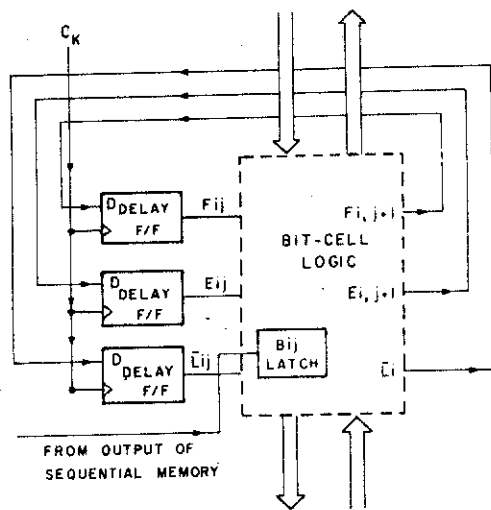 CK
D DELAY F/F
Fij
Fi, j+1
BIT-CELL
LOGIC
D DELAY F/F
Eij
Ei, j+1
D DELAY F/F
L̄ij
Bij
LATCH
L̄i
FROM OUTPUT OF
SEQUENTIAL MEMORY